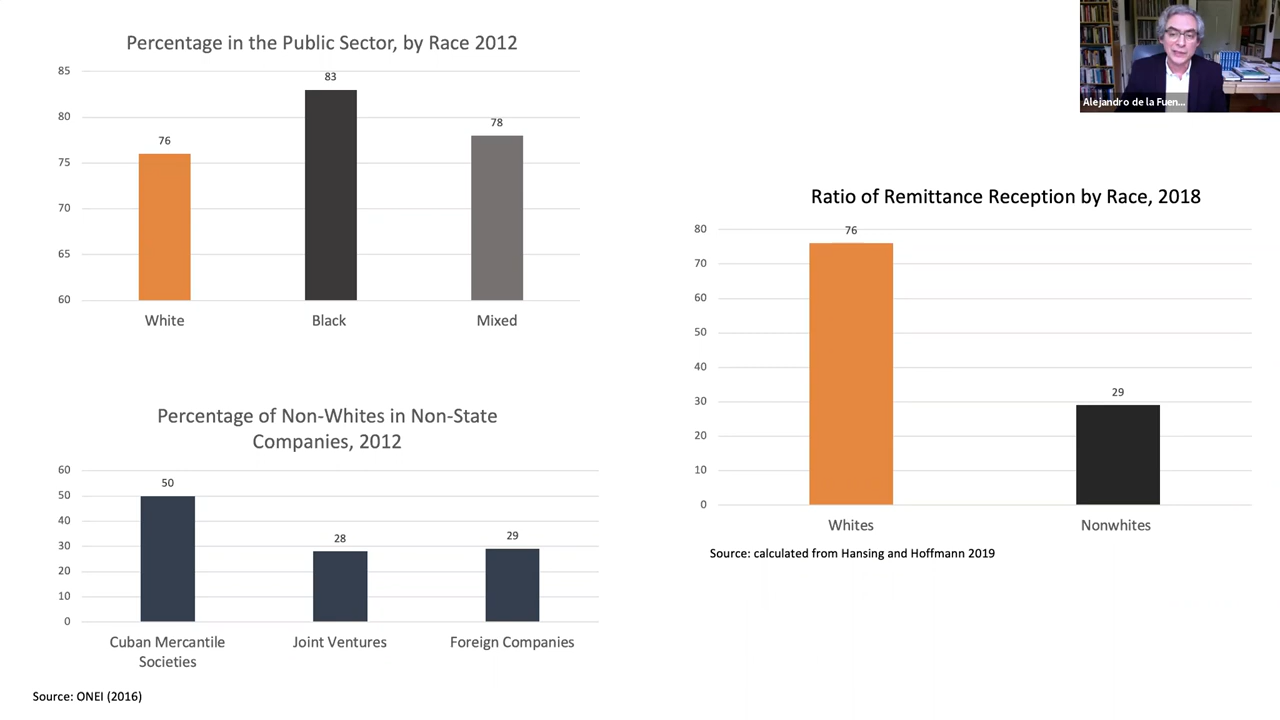 Percentage in the Public Sector, by Race 2012
85
80
75
70
65
60
76
83
78
White
Black
Mixed
Percentage of Non-Whites in Non-State
Companies, 2012
60
50
40
30
20
10
0
50
28
29
Cuban Mercantile
Societies
Joint Ventures
Foreign Companies
Source: ONEI (2016)
Alejandro de la Fuen...
Ratio of Remittance Reception by Race, 2018
80
70
60
50
40
30
20
10
0
76
29
Whites
Nonwhites
Source: calculated from Hansing and Hoffmann 2019